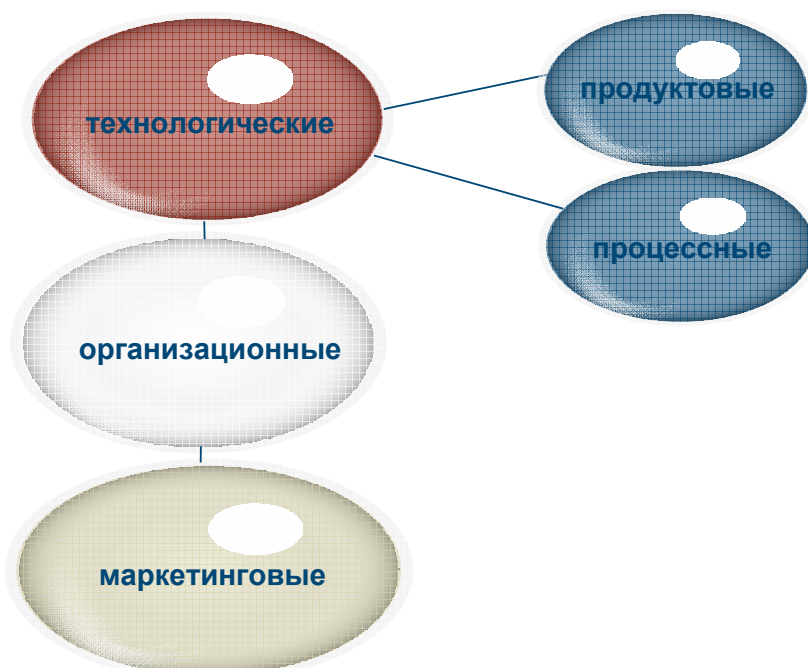 технологические
продуктовые
процессные
организационные
маркетинговые